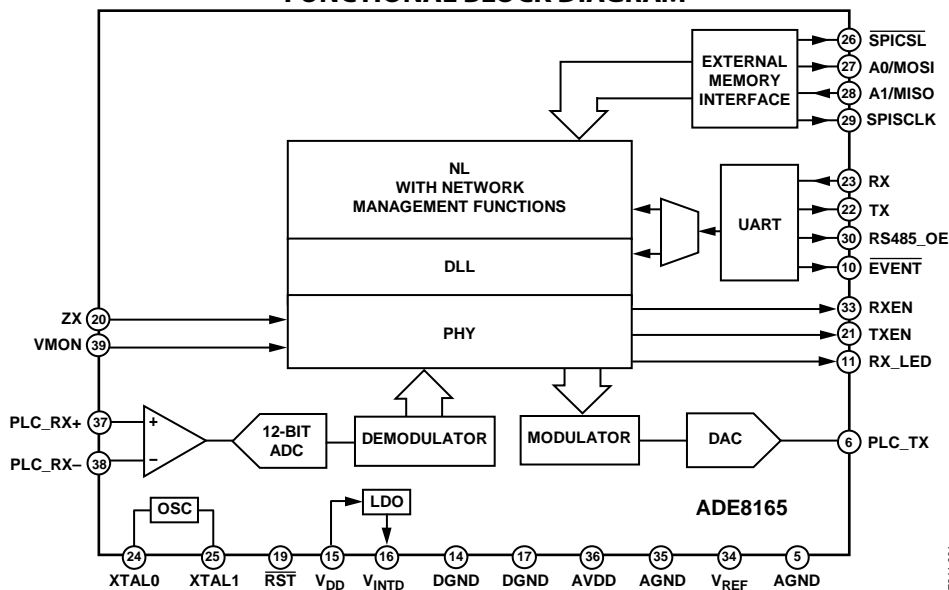 FUNCTIONAL BLOCK DIAGRAM
EXTERNAL
MEMORY
INTERFACE
26 SPICSL
27 A0/MOSI
28 A1/MISO
29 SPISCLK
NL
WITH NETWORK
MANAGEMENT FUNCTIONS
DLL
PHY
UART
23 RX
22 TX
30 RS485_OE
10 EVENT
33 RXEN
21 TXEN
11 RX_LED
ZX 20
VMON 39
PLC_RX+ 37
PLC_RX– 38
+
–
12-BIT
ADC
DEMODULATOR
MODULATOR
DAC
6 PLC_TX
ADE8165
OSC
LDO
24 25 19 15 16 14 17 36 35 34 5
XTAL0 XTAL1 RST VDD VINTD DGND DGND AVDD AGND VREF AGND